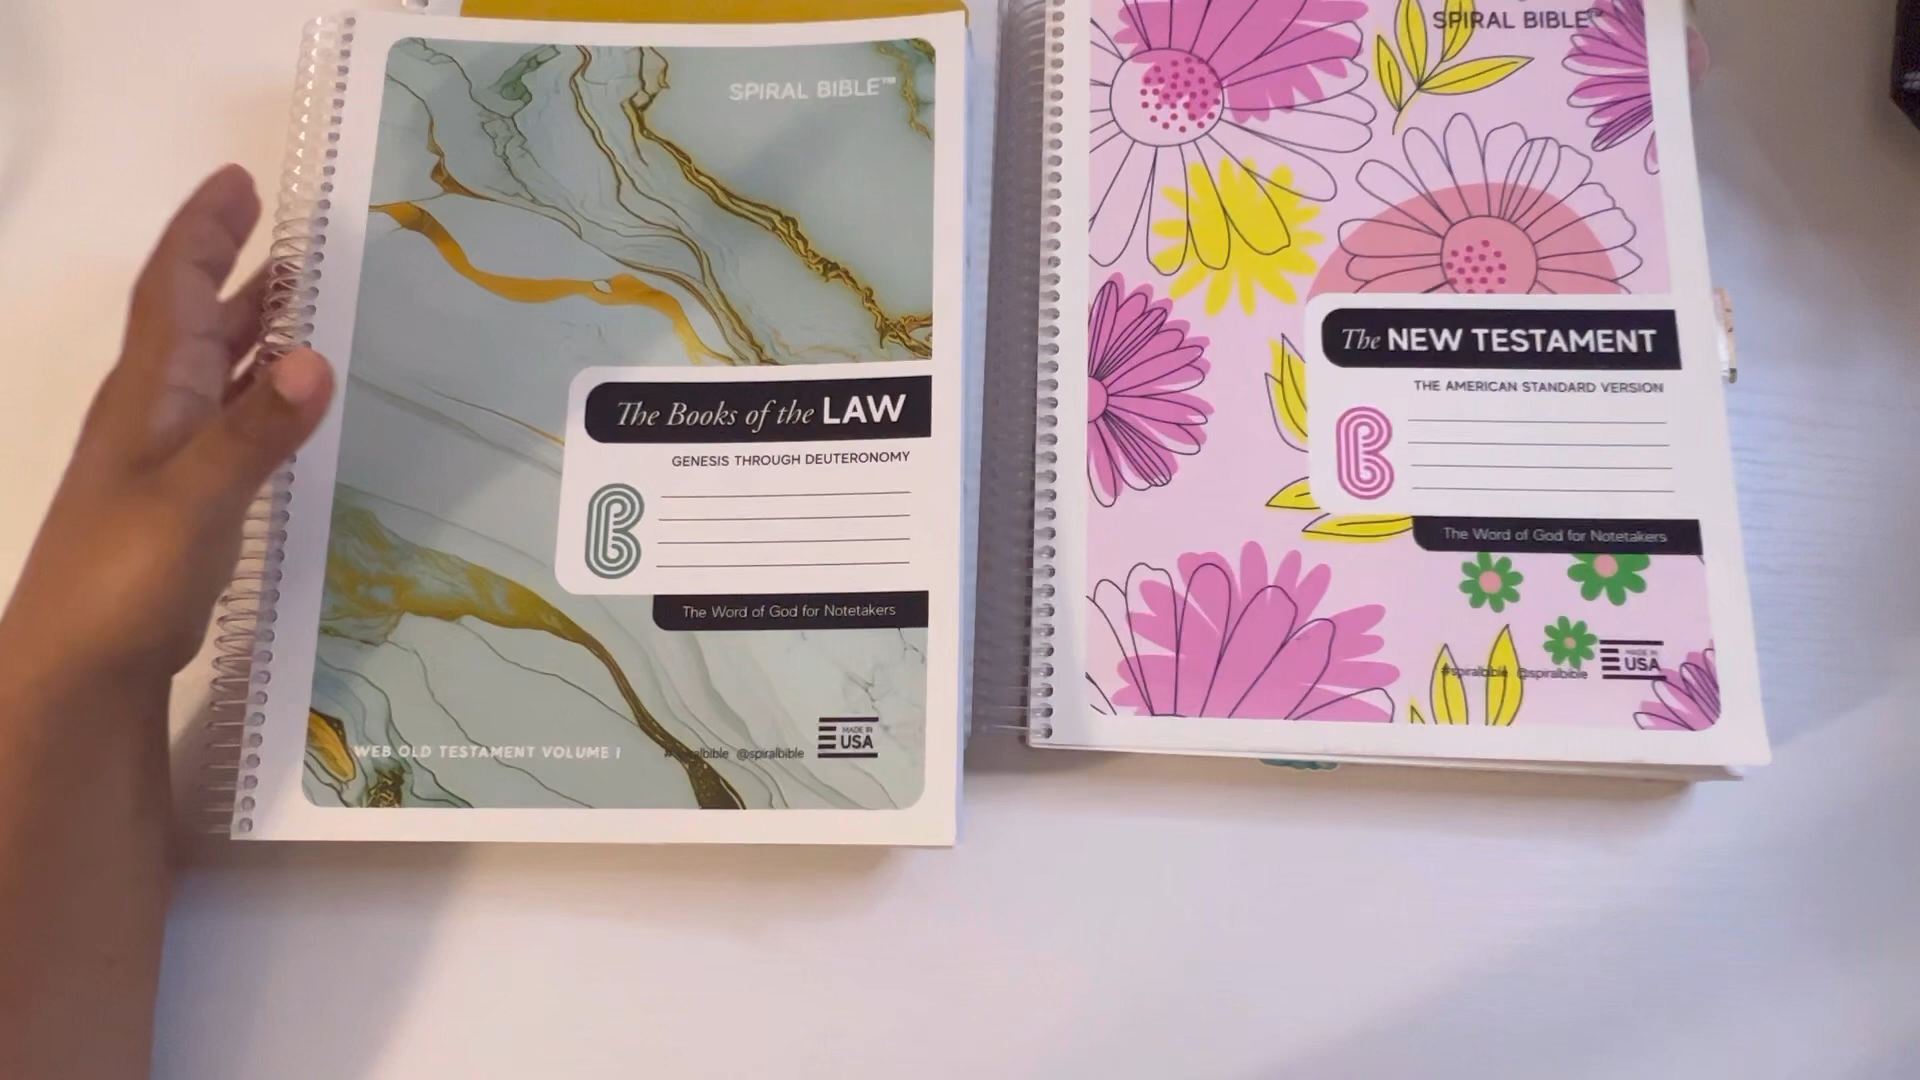 SPIRAL BIBLE™
The Books of the LAW
GENESIS THROUGH DEUTERONOMY
B
The Word of God for Notetakers
WEB OLD TESTAMENT VOLUME I
#spiralbible @spiralbible
MADE IN
USA
SPIRAL BIBLE™
The NEW TESTAMENT
THE AMERICAN STANDARD VERSION
B
The Word of God for Notetakers
#spiralbible @spiralbible
MADE IN
USA